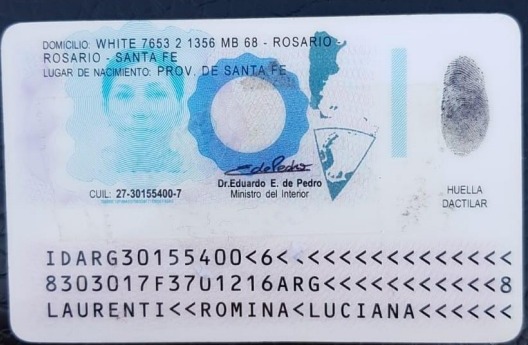 DOMICILIO: WHITE 7653 2 1356 MB 68 - ROSARIO -
ROSARIO - SANTA FE
LUGAR DE NACIMIENTO: PROV. DE SANTA FE
CUIL: 27-30155400-7
Dr.Eduardo E. de Pedro
Ministro del Interior
HUELLA
DACTILAR
IDARG30155400<6<<<<<<<<<<<<<<<
8303017F3701216ARG<<<<<<<<<<<8
LAURENTI<<ROMINA<LUCIANA<<<<<<